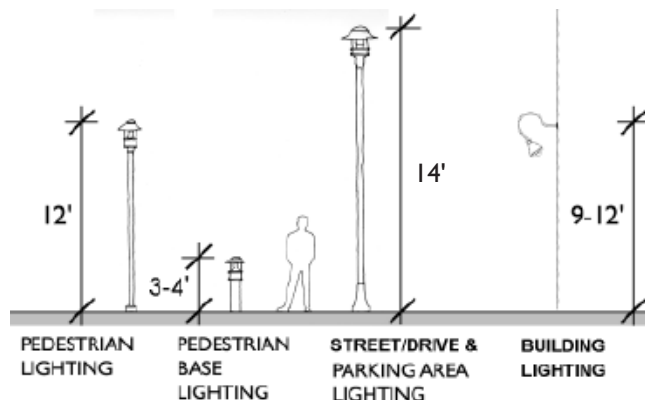 12'
3-4'
14'
9-12'
PEDESTRIAN
LIGHTING
PEDESTRIAN
BASE
LIGHTING
STREET/DRIVE &
PARKING AREA
LIGHTING
BUILDING
LIGHTING